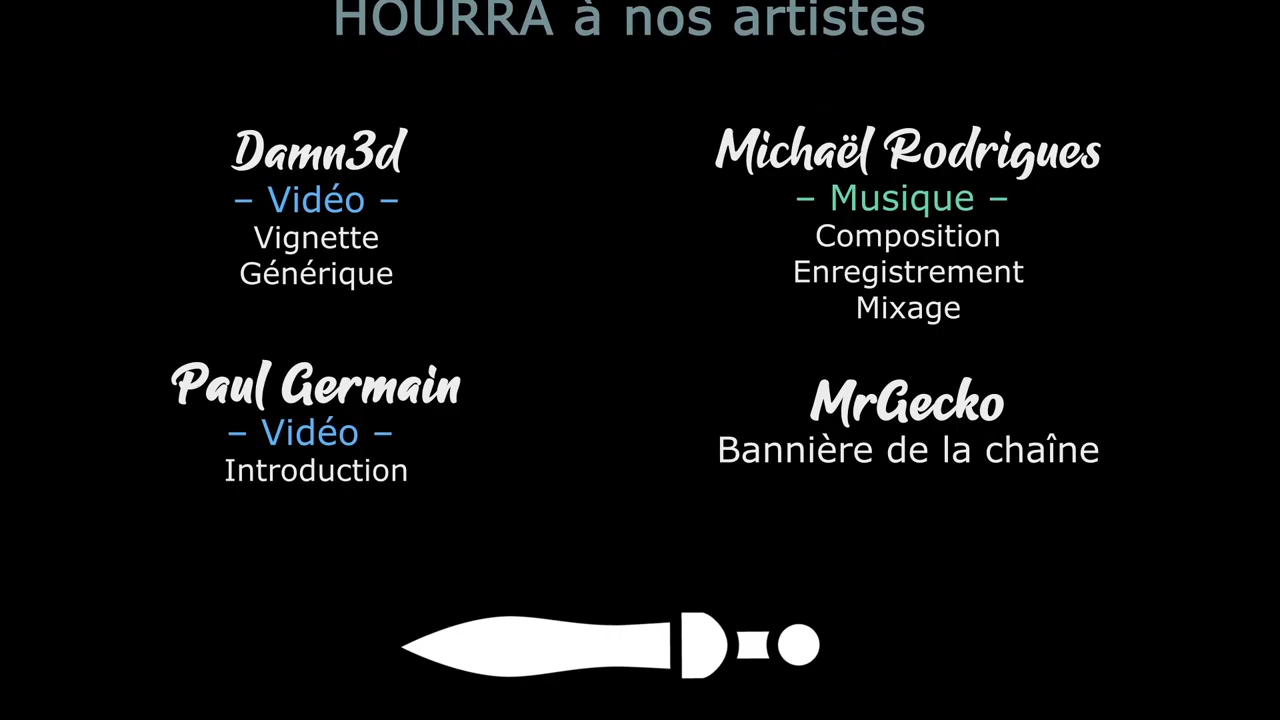 HOURRA à nos artistes
Damn3d
– Vidéo –
Vignette
Générique
Michaël Rodrigues
– Musique –
Composition
Enregistrement
Mixage
Paul Germain
– Vidéo –
Introduction
MrGecko
Bannière de la chaîne